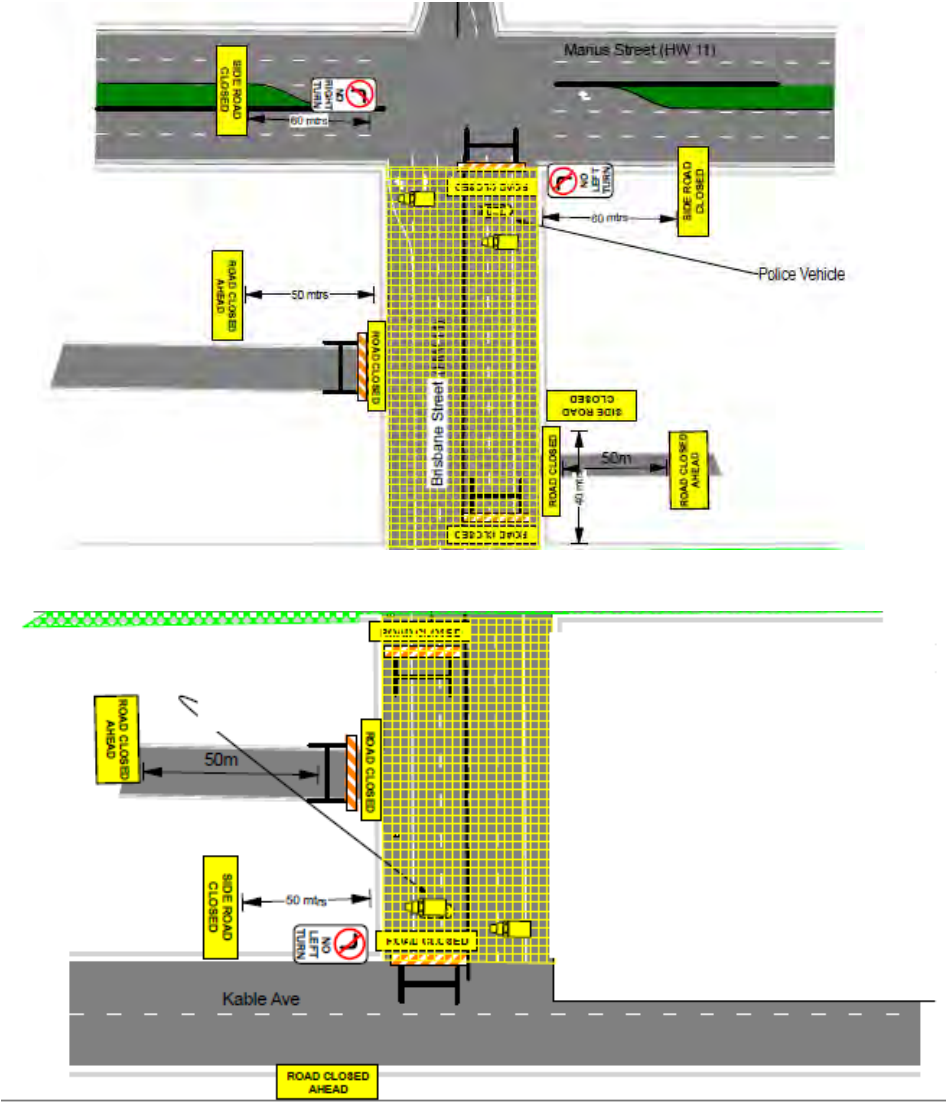 Marius Street (HW 11)
SIDE ROAD
CLOSED
NO
RIGHT
TURN
60 mtrs
ROAD CLOSED
NO
LEFT
TURN
SIDE ROAD
CLOSED
60 mtrs
Police Vehicle
ROAD CLOSED
AHEAD
50 mtrs
ROAD CLOSED
Brisbane Street
SIDE ROAD
CLOSED
ROAD CLOSED
50m
ROAD CLOSED
AHEAD
40 mtrs
ROAD CLOSED
ROAD CLOSED
ROAD CLOSED
AHEAD
50m
ROAD CLOSED
SIDE ROAD
CLOSED
50 mtrs
NO
LEFT
TURN
ROAD CLOSED
Kable Ave
ROAD CLOSED
AHEAD